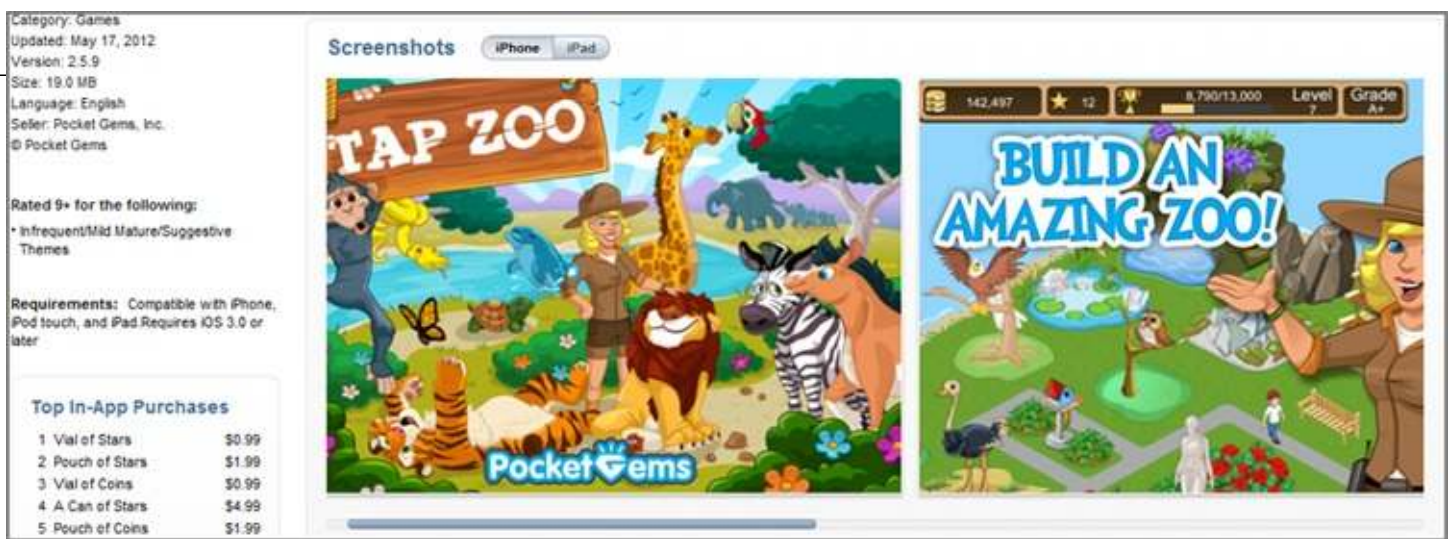 Category: Games
Updated: May 17, 2012
Version: 2.5.9
Size: 19.0 MB
Language: English
Seller: Pocket Gems, Inc.
© Pocket Gems
Rated 9+ for the following:
• Infrequent/Mild Mature/Suggestive
Themes
Requirements: Compatible with iPhone,
iPod touch, and iPad.Requires iOS 3.0 or
later
Top In-App Purchases
1 Vial of Stars $0.99
2 Pouch of Stars $1.99
3 Vial of Coins $0.99
4 A Can of Stars $4.99
5 Pouch of Coins $1.99
Screenshots iPhone iPad
TAP ZOO
PocketGems
142,497 12 8,790/13,000 Level Grade
7 A+
BUILD AN
AMAZING ZOO!